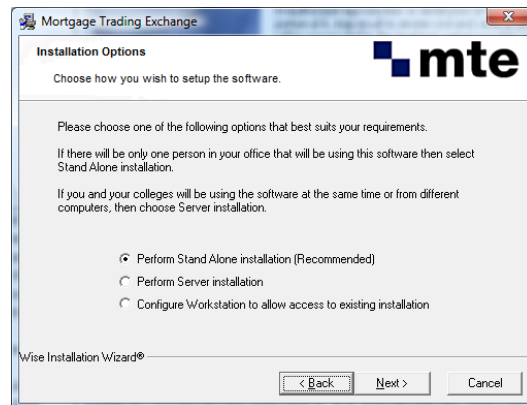 Mortgage Trading Exchange
Installation Options
Choose how you wish to setup the software.
mte
Please choose one of the following options that best suits your requirements.
If there will be only one person in your office that will be using this software then select
Stand Alone installation.
If you and your colleges will be using the software at the same time or from different
computers, then choose Server installation.
Perform Stand Alone installation (Recommended)
Perform Server installation
Configure Workstation to allow access to existing installation
Wise Installation Wizard®
< Back Next > Cancel